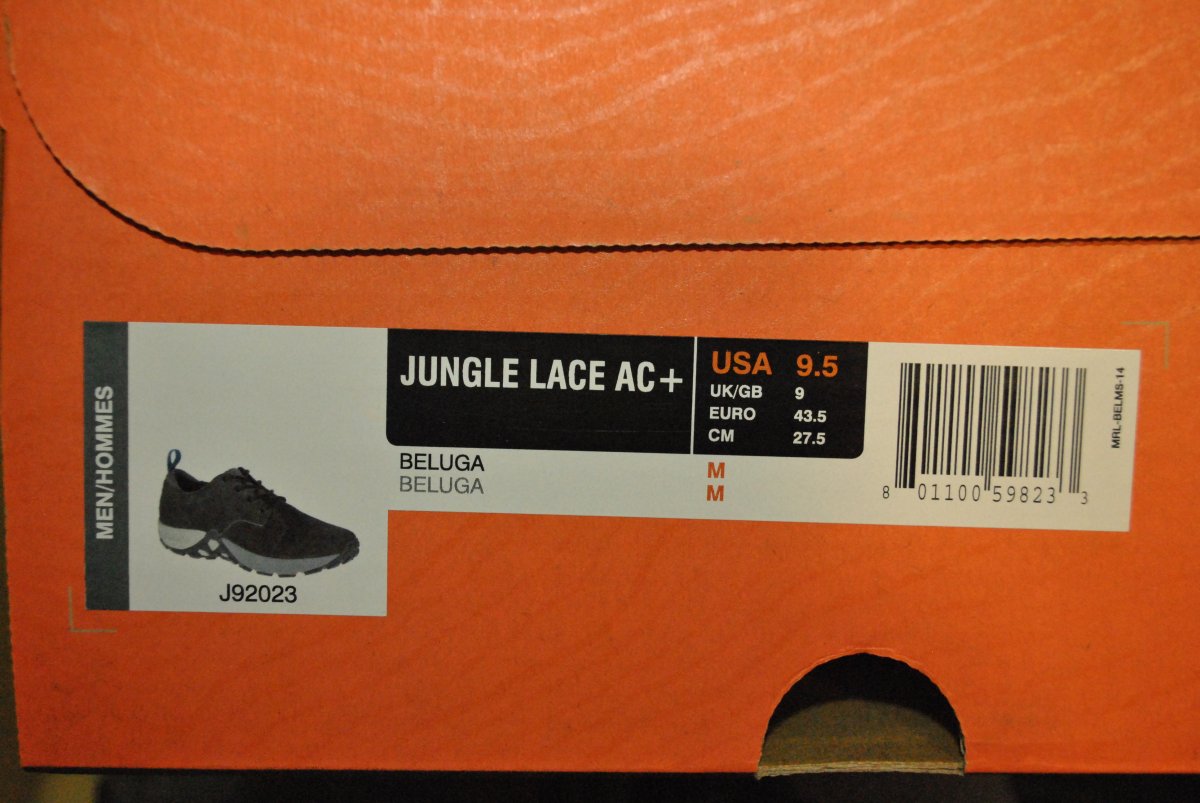 MEN/HOMMES
J92023
JUNGLE LACE AC+
BELUGA
BELUGA
USA 9.5
UK/GB 9
EURO 43.5
CM 27.5
M
M
8 01100 59823 3
MRL-BELMS-14